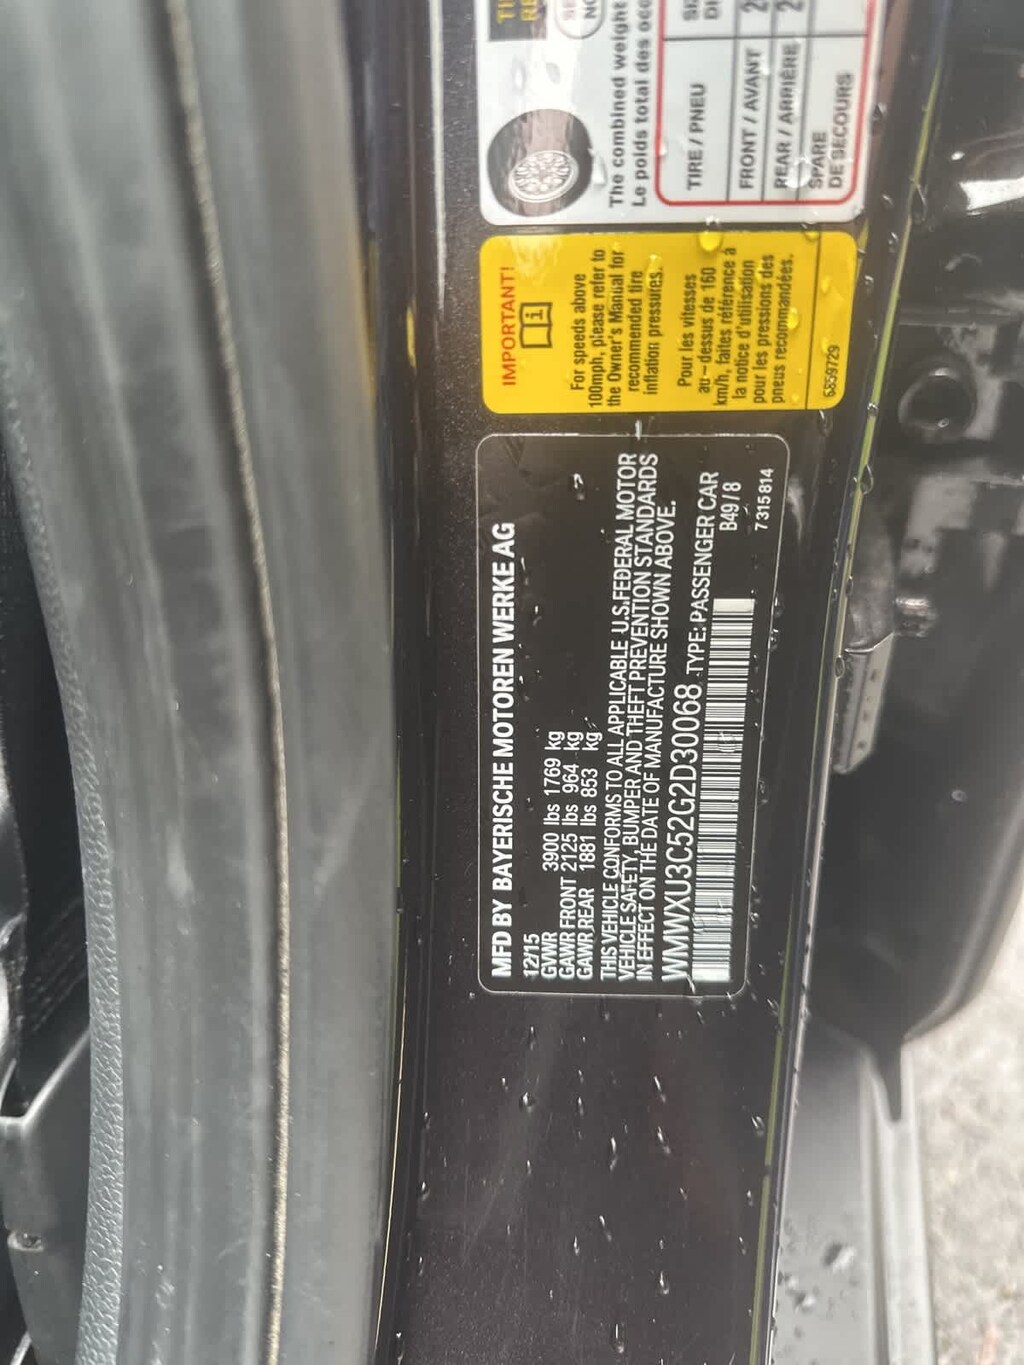 MFD BY BAYERISCHE MOTOREN WERKE AG
12/15
GVWR 3900 lbs 1769 kg
GAWR FRONT 2125 lbs 964 kg
GAWR REAR 1881 lbs 853 kg
THIS VEHICLE CONFORMS TO ALL APPLICABLE U.S. FEDERAL MOTOR
VEHICLE SAFETY, BUMPER AND THEFT PREVENTION STANDARDS
IN EFFECT ON THE DATE OF MANUFACTURE SHOWN ABOVE.
WMWXU3C52G2D30068 TYPE: PASSENGER CAR
B49/8
7 315 814
IMPORTANT!
i
For speeds above
100mph, please refer to
the Owner's Manual for
recommended tire
inflation pressures.
Pour les vitesses
au-dessus de 160
km/h, faites référence à
la notice d'utilisation
pour les pressions des
pneus recommandées.
6859729
The combined weight
Le poids total des
TIRE / PNEU
FRONT / AVANT
REAR / ARRIÈRE
SPARE
DE SECOURS